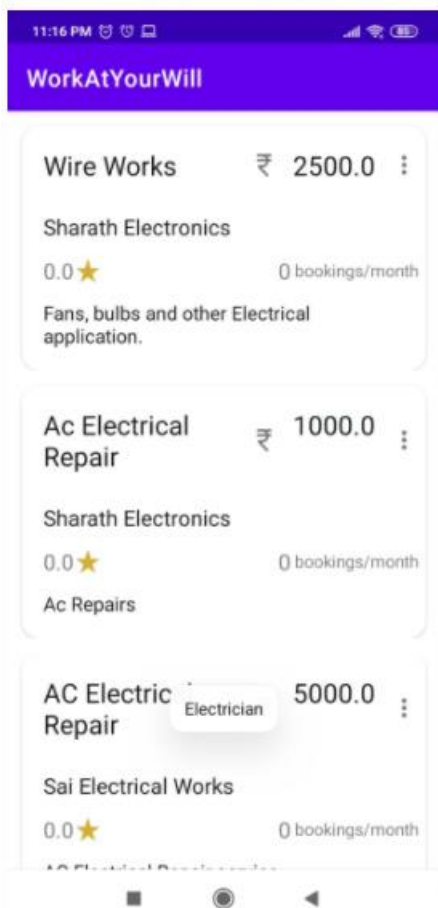 11:16 PM
WorkAtYourWill
Wire Works ₹ 2500.0
Sharath Electronics
0.0
0 bookings/month
Fans, bulbs and other Electrical
application.
Ac Electrical
Repair
₹ 1000.0
Sharath Electronics
0.0
0 bookings/month
Ac Repairs
AC
Repair
5000.0
Electrician
Sai Electrical Works
0.0
0 bookings/month